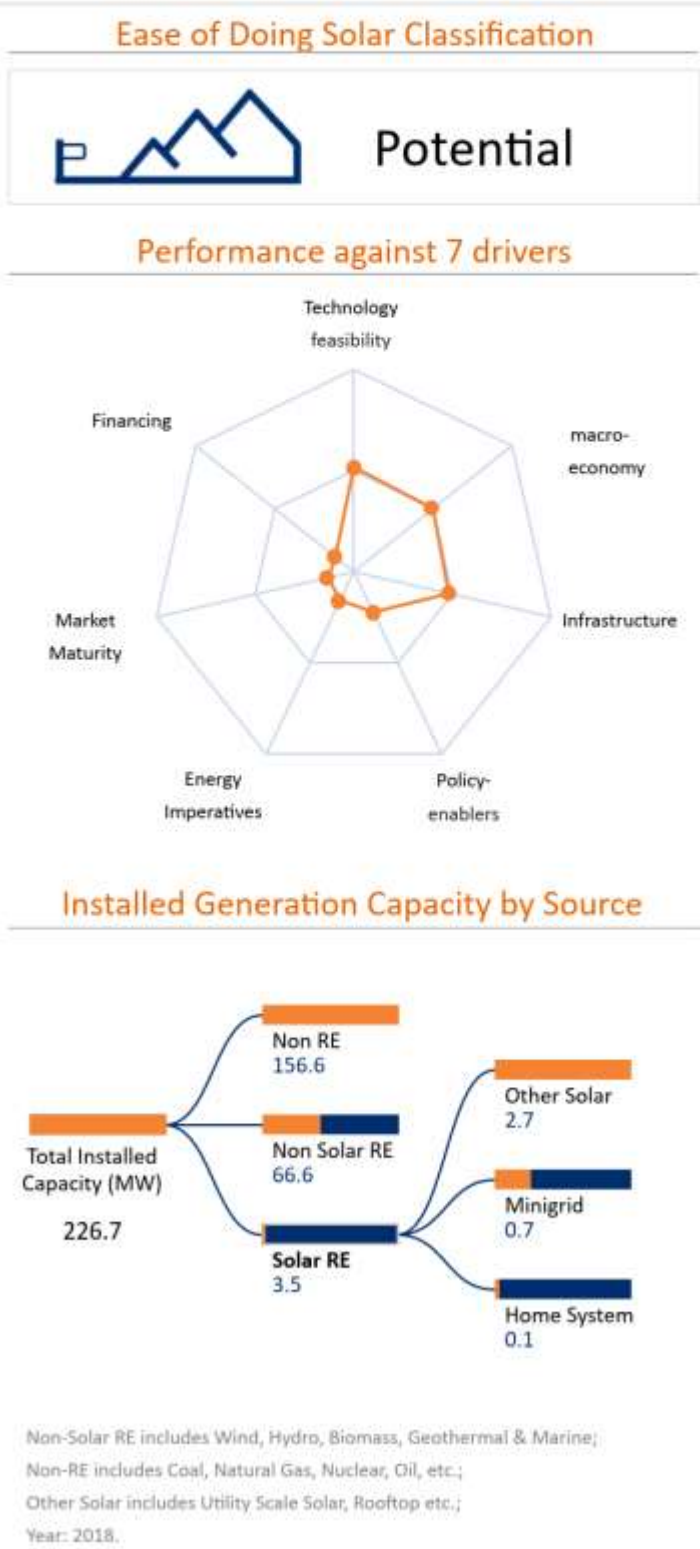 Ease of Doing Solar Classification
Potential
Performance against 7 drivers
Technology
feasibility
Financing
macro-
economy
Market
Maturity
Infrastructure
Energy
Imperatives
Policy-
enablers
Installed Generation Capacity by Source
Non RE
156.6
Other Solar
2.7
Total Installed
Capacity (MW)
226.7
Non Solar RE
66.6
Minigrid
0.7
Solar RE
3.5
Home System
0.1
Non-Solar RE includes Wind, Hydro, Biomass, Geothermal & Marine;
Non-RE includes Coal, Natural Gas, Nuclear, Oil, etc.;
Other Solar includes Utility Scale Solar, Rooftop etc.;
Year: 2018.